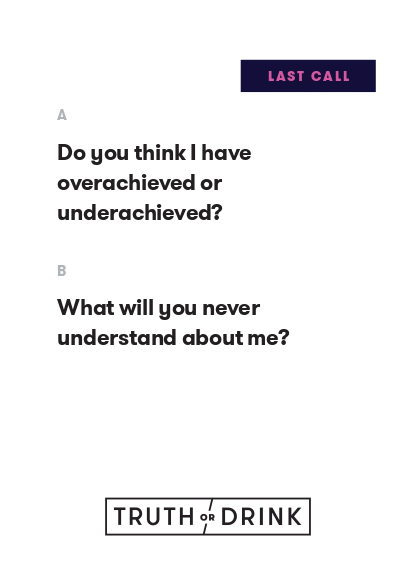 LAST CALL
A
Do you think I have
overachieved or
underachieved?
B
What will you never
understand about me?
TRUTH OR DRINK